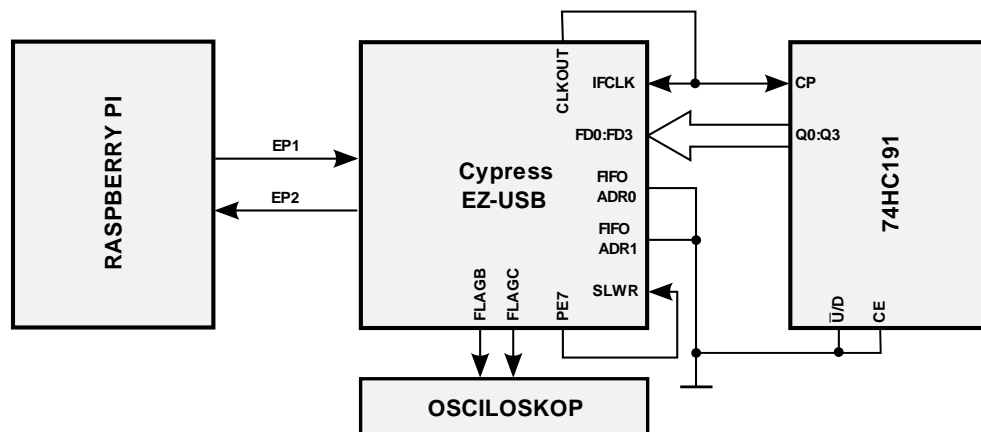 RASPBERRY PI
EP1
EP2
CLKOUT
IFCLK
FD0:FD3
Cypress
EZ-USB
FIFO
ADR0
FIFO
ADR1
SLWR
FLAGB
FLAGC
PE7
CP
Q0:Q3
74HC191
U̅/D
CE
OSCILOSKOP